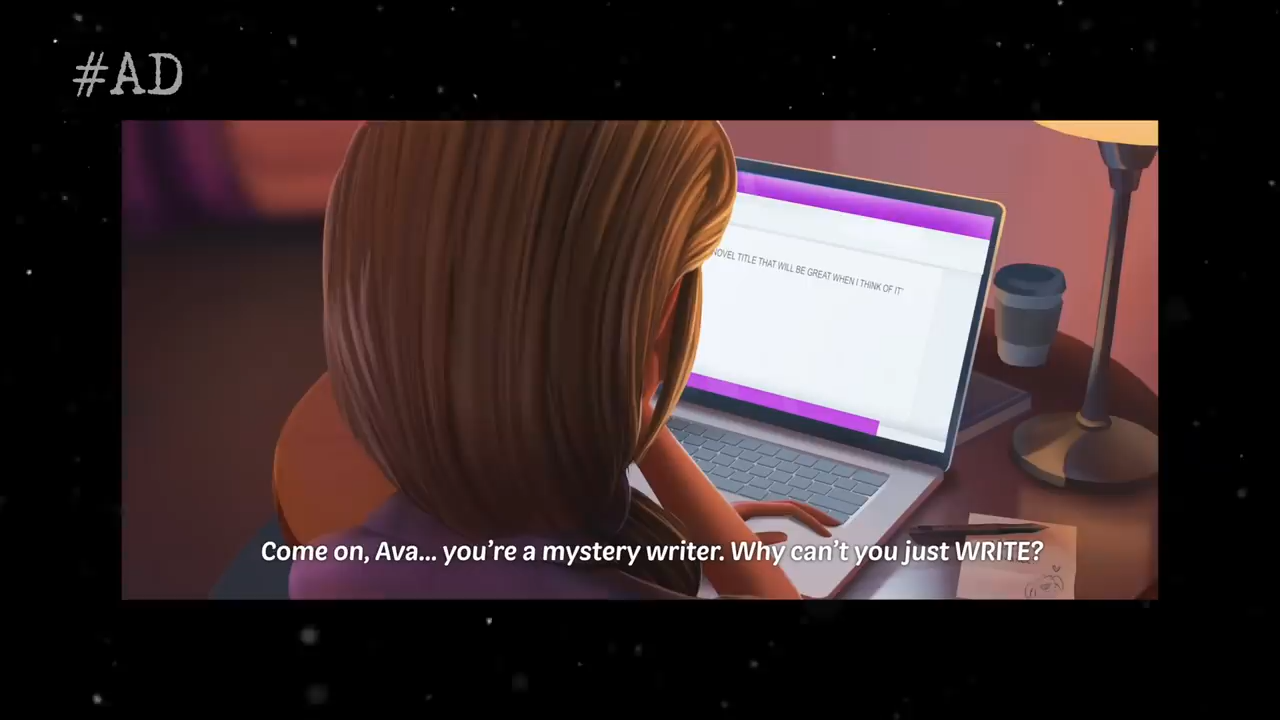 #AD
NOVEL TITLE THAT WILL BE GREAT WHEN I THINK OF IT"
Come on, Ava... you're a mystery writer. Why can't you just WRITE?